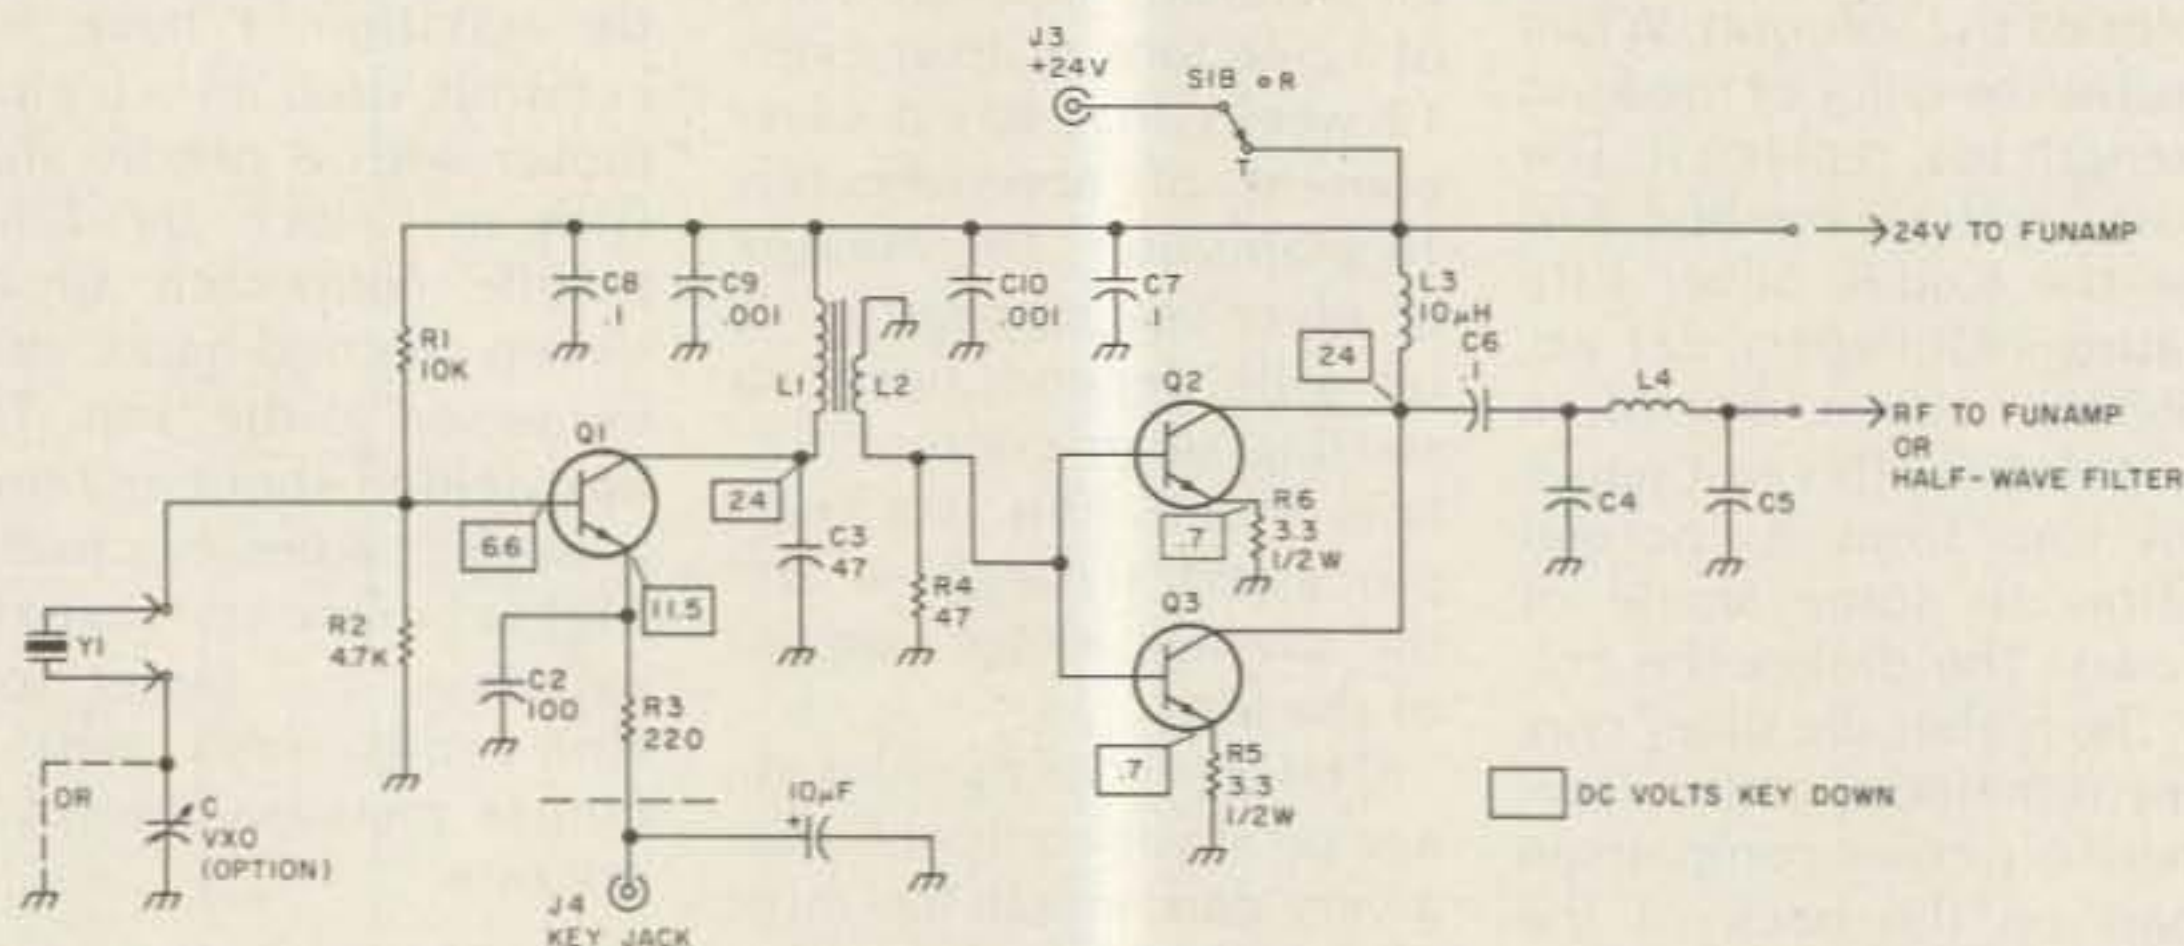 J3
+24V
S1B
R
T
24V TO FUNAMP
C8
.1
C9
.001
C10
.001
C7
.1
L3
10µH
R1
10K
L1
L2
24
C6
.1
Q2
L4
RF TO FUNAMP
OR
HALF-WAVE FILTER
Q1
6.6
24
C3
47
R4
47
.7
R6
3.3
1/2W
C4
C5
11.5
Q3
Y1
R2
4.7K
C2
100
R3
220
.7
R5
3.3
1/2W
DC VOLTS KEY DOWN
OR
C
VXO
(OPTION)
10µF
+
J4
KEY JACK